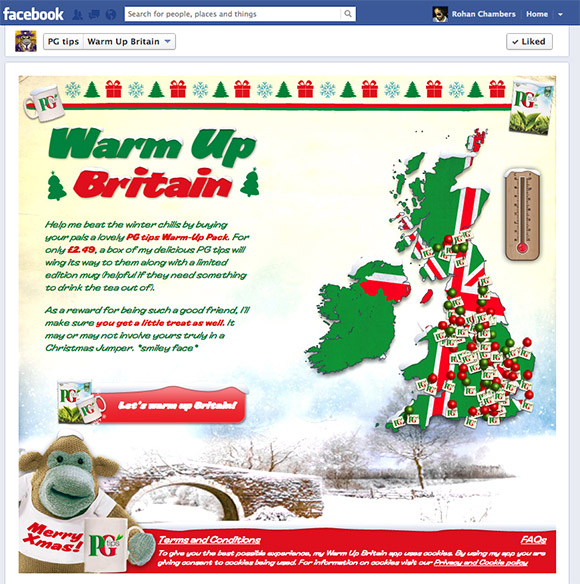 facebook
Search for people, places and things
Rohan Chambers
Home
PG tips
Warm Up Britain
Liked
PG
PG
Warm Up
Britain
Help me beat the winter chills by buying
your pals a lovely PG tips Warm-Up Pack. For
only £2.49, a box of my delicious PG tips will
wing its way to them along with a limited
edition mug (helpful if they need something
to drink the tea out of).
As a reward for being such a good friend, I'll
make sure you get a little treat as well. It
may or may not involve yours truly in a
Christmas Jumper. *smiley face*
PG
PG
Let's warm up Britain!
Merry
Xmas!
PG tips
Terms and Conditions
FAQs
To give you the best possible experience, my Warm Up Britain app uses cookies. By using my app you are
giving consent to cookies being used. For information on cookies visit our Privacy and Cookie policy